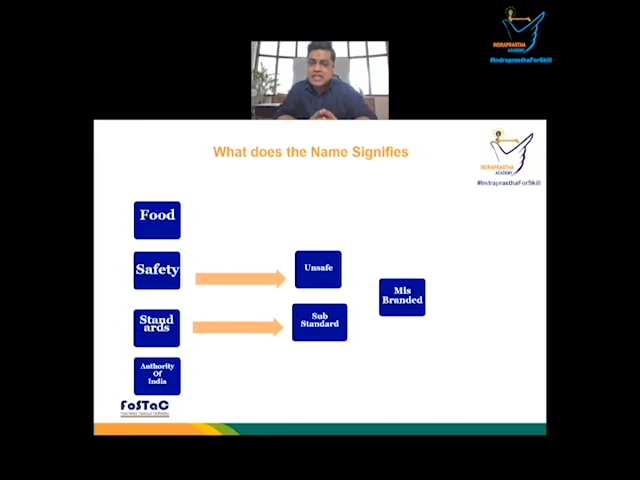 INDRAPRASTHA
ACADEMY
#IndraprasthaForSkill
What does the Name Signifies
INDRAPRASTHA
ACADEMY
#IndraprasthaForSkill
Food
Safety
Unsafe
Mis
Branded
Stand
ards
Sub
Standard
Authority
Of
India
FoSTaC